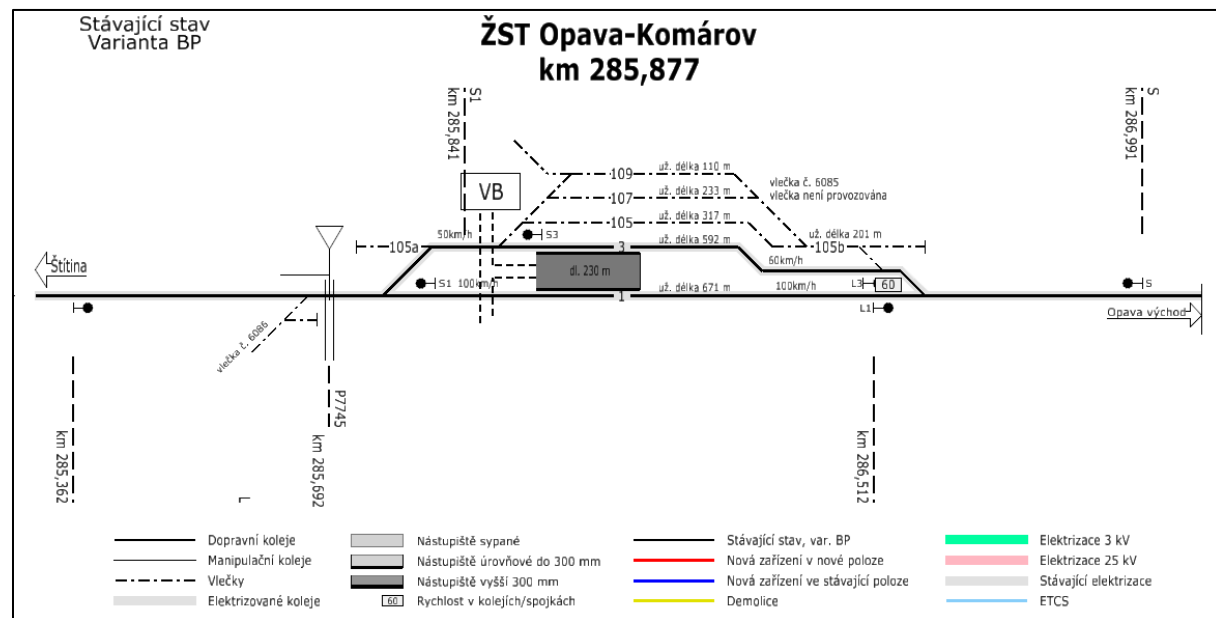 Stávající stav
Varianta BP
ŽST Opava-Komárov
km 285,877
S1
km 285,841
S
km 286,991
109
už. délka 110 m
vlečka č. 6085
vlečka není provozována
VB
107
už. délka 233 m
105
už. délka 317 m
50km/h
S3
už. délka 201 m
105a
3
už. délka 592 m
105b
Štítina
60km/h
dl. 230 m
S1
100km/h
100km/h
L3
60
S
1
už. délka 671 m
L1
Opava východ
vlečka č. 6086
P7745
km 285,362
km 285,692
L
km 286,512
Dopravní koleje
Manipulační koleje
Vlečky
Elektrizované koleje
Nástupiště sypané
Nástupiště úrovňové do 300 mm
Nástupiště vyšší 300 mm
60 Rychlost v kolejích/spojkách
Stávající stav, var. BP
Nová zařízení v nové poloze
Nová zařízení ve stávající poloze
Demolice
Elektrizace 3 kV
Elektrizace 25 kV
Stávající elektrizace
ETCS